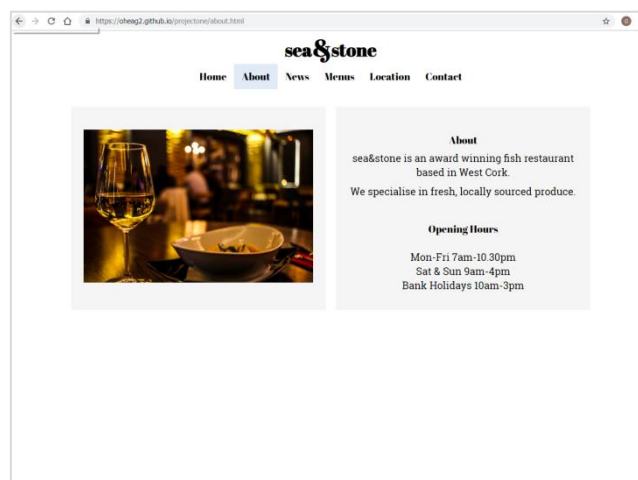 https://oheag2.github.io/projectone/about.html
sea&stone
Home About News Menus Location Contact
About
sea&stone is an award winning fish restaurant
based in West Cork.
We specialise in fresh, locally sourced produce.
Opening Hours
Mon-Fri 7am-10.30pm
Sat & Sun 9am-4pm
Bank Holidays 10am-3pm